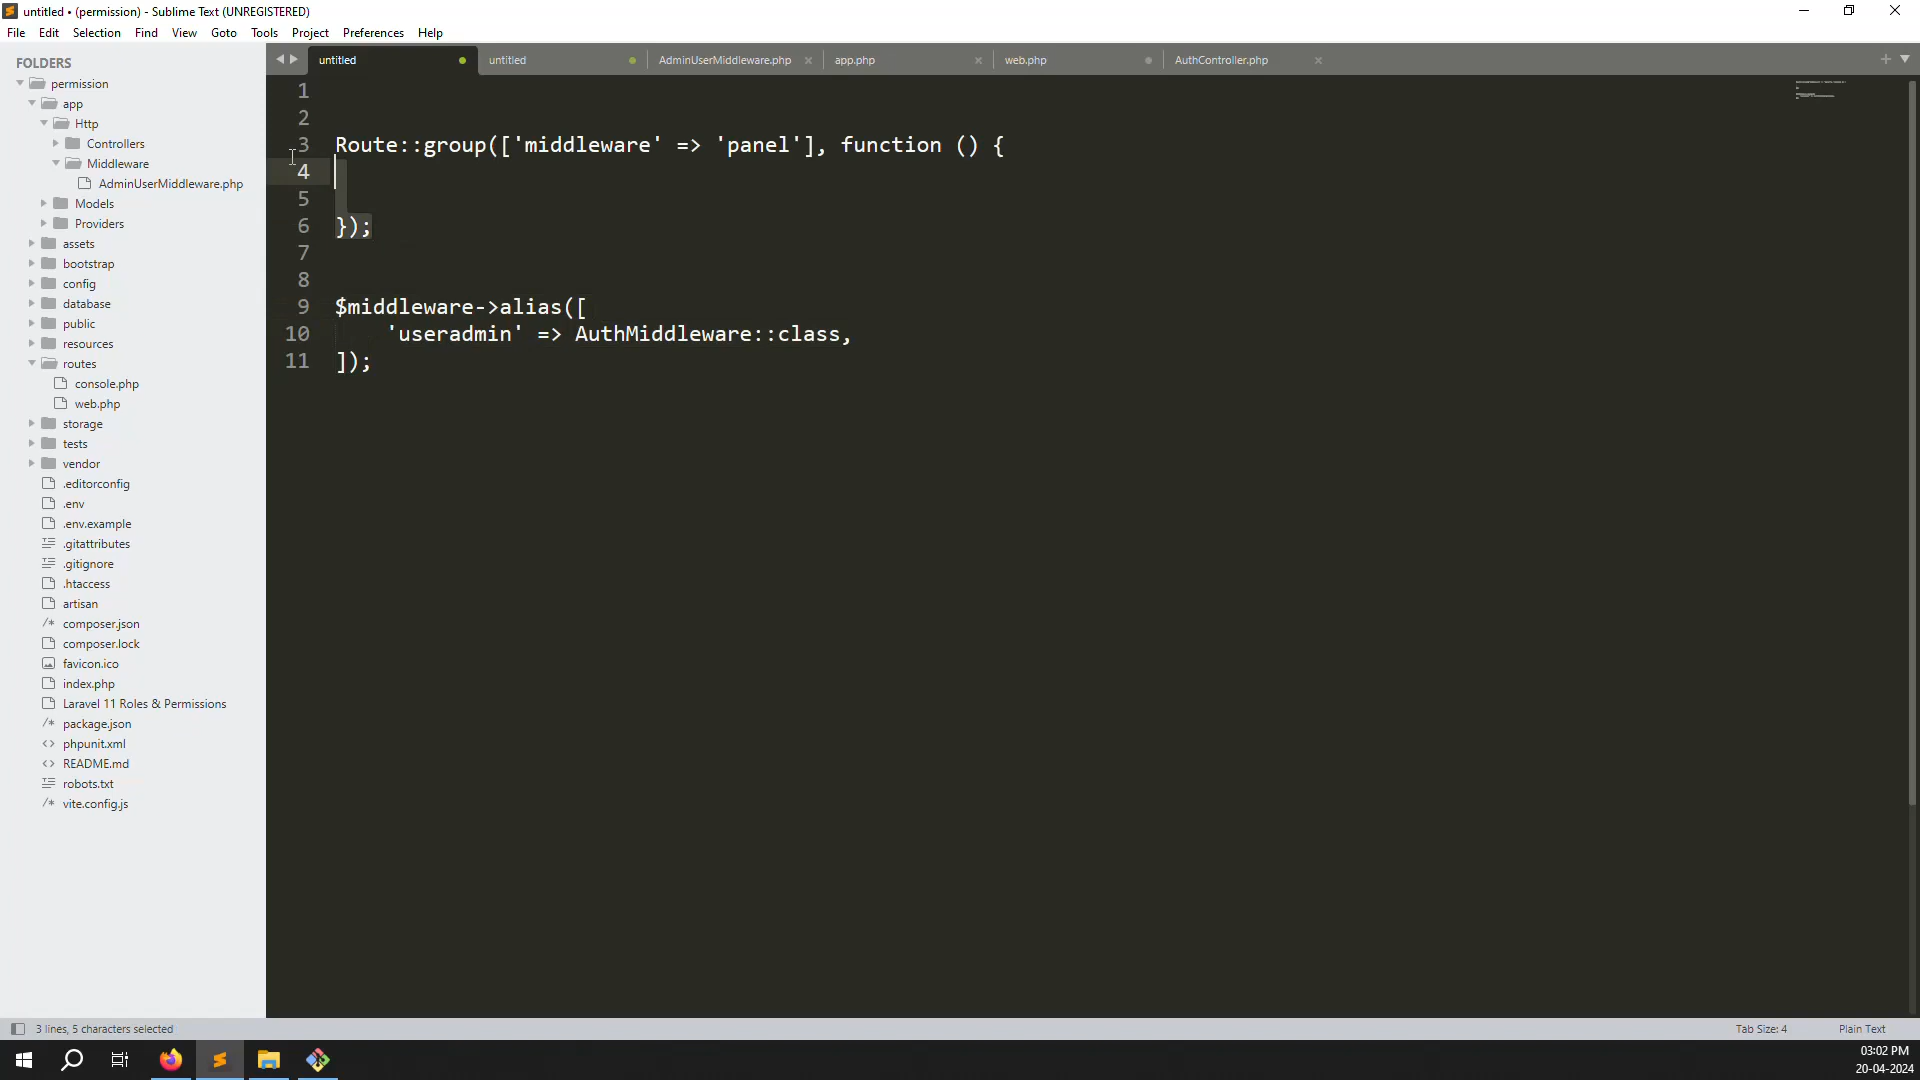 untitled • (permission) - Sublime Text (UNREGISTERED)
File Edit Selection Find View Goto Tools Project Preferences Help
FOLDERS
permission
app
Http
Controllers
Middleware
AdminUserMiddleware.php
Models
Providers
assets
bootstrap
config
database
public
resources
routes
console.php
web.php
storage
tests
vendor
.editorconfig
.env
.env.example
.gitattributes
.gitignore
.htaccess
artisan
composer.json
composer.lock
favicon.ico
index.php
Laravel 11 Roles & Permissions
package.json
phpunit.xml
README.md
robots.txt
vite.config.js
untitled untitled AdminUserMiddleware.php app.php web.php AuthController.php
1
2
3 Route::group(['middleware' => 'panel'], function () {
4
5
6 });
7
8
9 $middleware->alias([
10 'useradmin' => AuthMiddleware::class,
11 ]);
3 lines, 5 characters selected Tab Size: 4 Plain Text
03:02 PM
20-04-2024